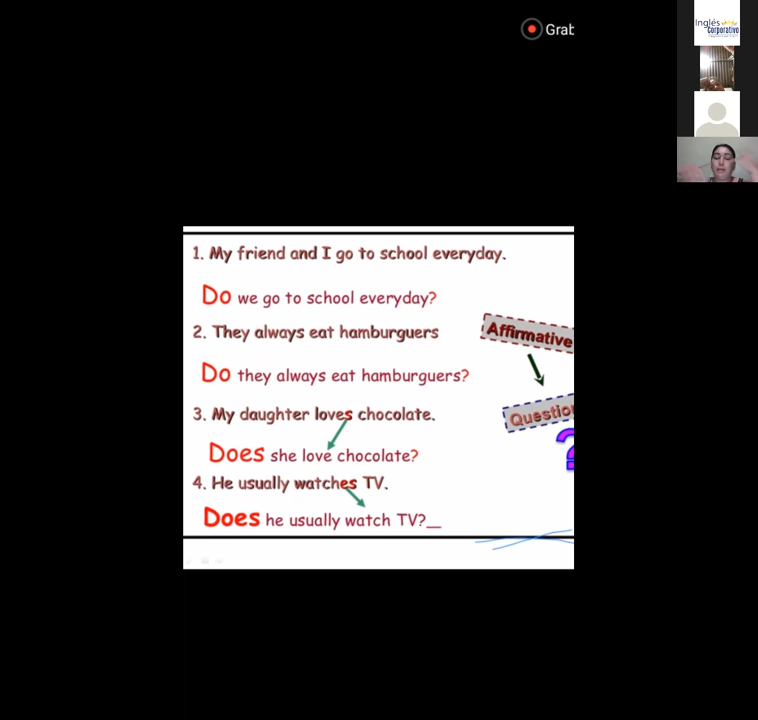 Grab
Inglés
Corporativo
1. My friend and I go to school everyday.
Do we go to school everyday?
2. They always eat hamburguers
Affirmative
Do they always eat hamburguers?
3. My daughter loves chocolate.
Question
Does she love chocolate?
?
4. He usually watches TV.
Does he usually watch TV?__